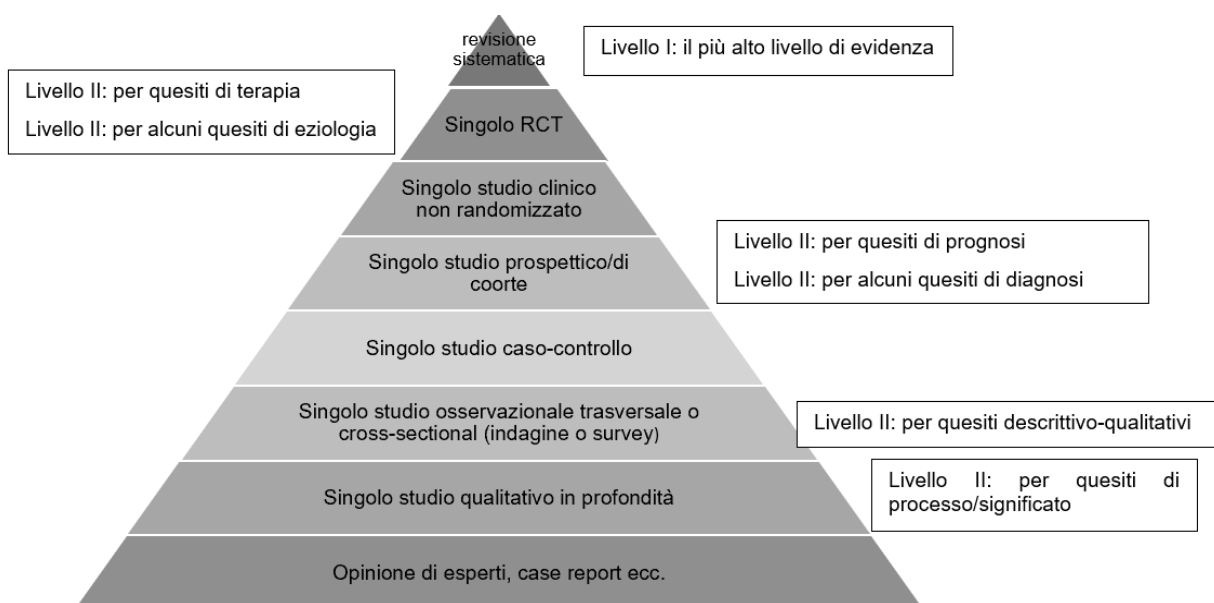 revisione
sistematica
Livello I: il più alto livello di evidenza
Livello II: per quesiti di terapia
Livello II: per alcuni quesiti di eziologia
Singolo RCT
Singolo studio clinico
non randomizzato
Livello II: per quesiti di prognosi
Livello II: per alcuni quesiti di diagnosi
Singolo studio prospettico/di
coorte
Singolo studio caso-controllo
Singolo studio osservazionale trasversale o
cross-sectional (indagine o survey)
Livello II: per quesiti descrittivo-qualitativi
Livello II: per quesiti di
processo/significato
Singolo studio qualitativo in profondità
Opinione di esperti, case report ecc.